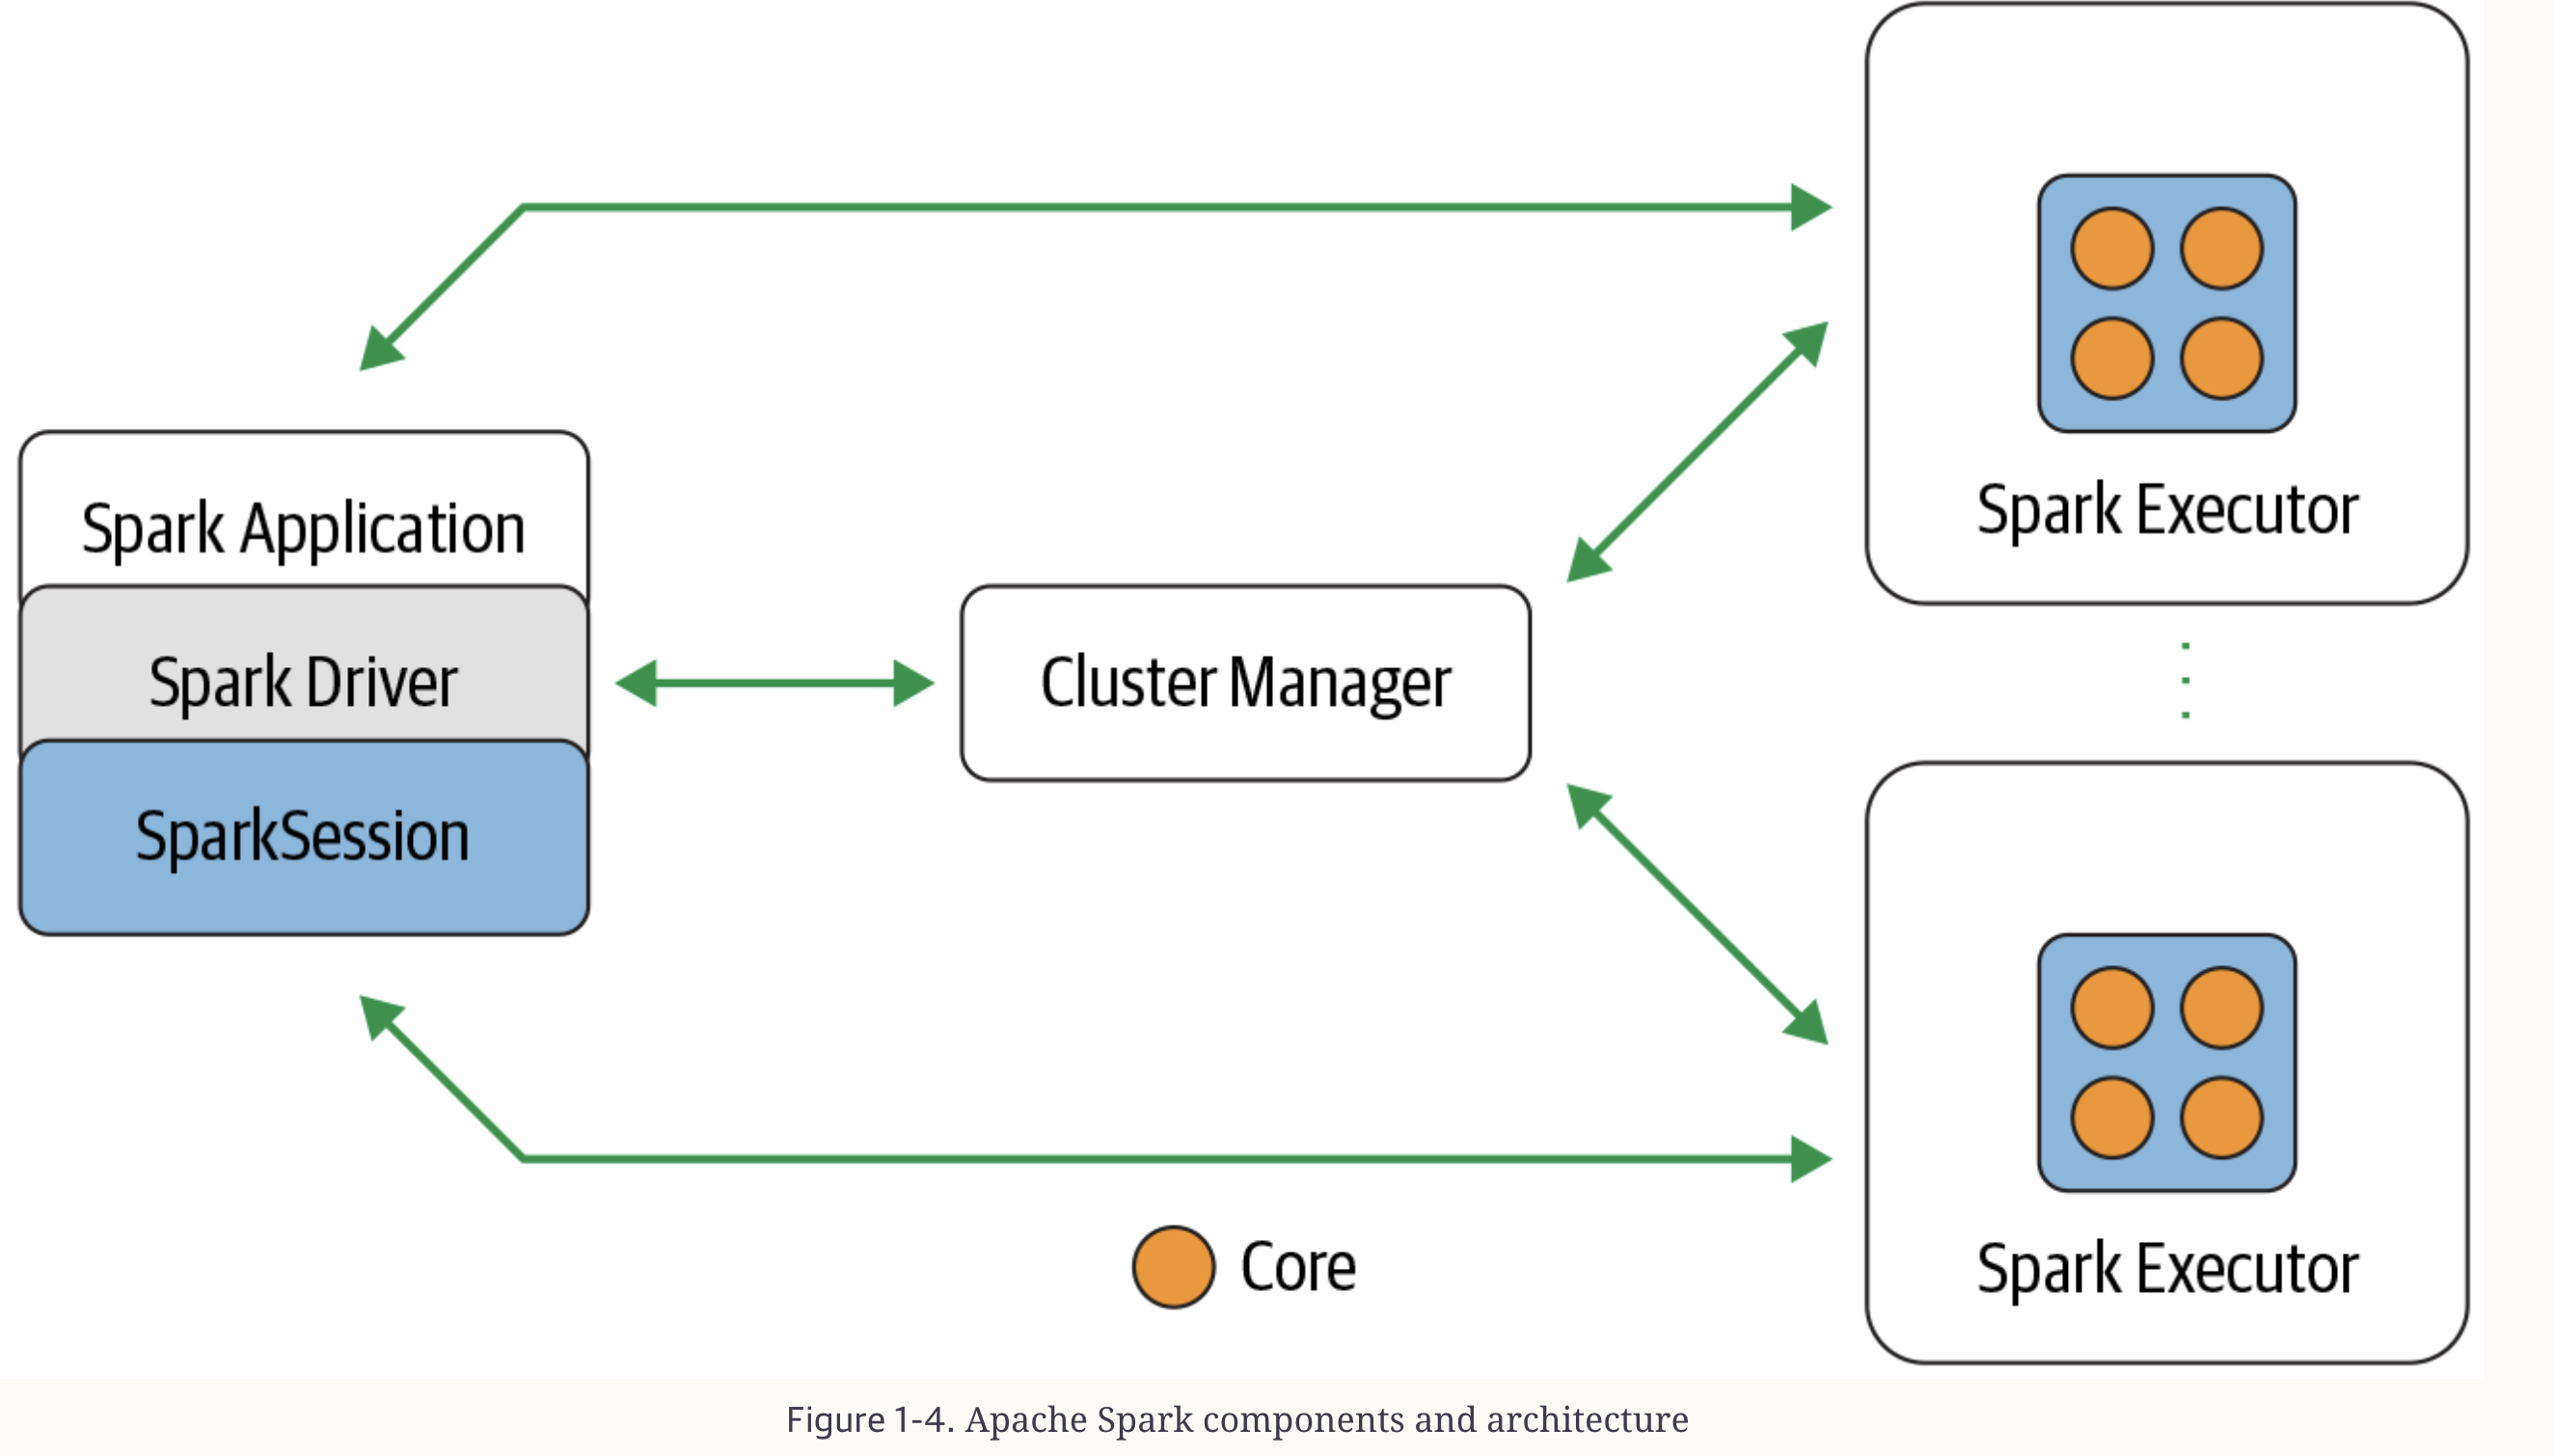 Spark Application
Spark Driver
SparkSession
Cluster Manager
Spark Executor
Spark Executor
Core
Figure 1-4. Apache Spark components and architecture